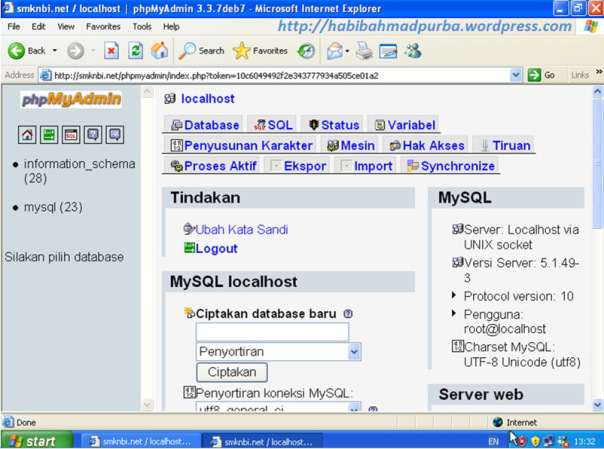 smknbi.net / localhost | phpMyAdmin 3.3.7deb7 - Microsoft Internet Explorer
http://habibahmadpurba.wordpress.com
File Edit View Favorites Tools Help
Back Search Favorites
Address http://smknbi.net/phpmyadmin/index.php?token=10c6049492f2e343777934a505ce01a2 Go Links »
phpMyAdmin
SQL
information_schema
(28)
mysql (23)
Silakan pilih database
localhost
Database SQL Status Variabel
Penyusunan Karakter Mesin Hak Akses Tiruan
Proses Aktif Ekspor Import Synchronize
Tindakan
Ubah Kata Sandi
Logout
MySQL localhost
Ciptakan database baru
Penyortiran
Ciptakan
Penyortiran koneksi MySQL:
utf8_general_ci
MySQL
Server: Localhost via
UNIX socket
Versi Server: 5.1.49-
3
Protocol version: 10
Pengguna:
root@localhost
Charset MySQL:
UTF-8 Unicode (utf8)
Server web
Done Internet
start smknbi.net / localhost... smknbi.net / localhost... EN 13:32